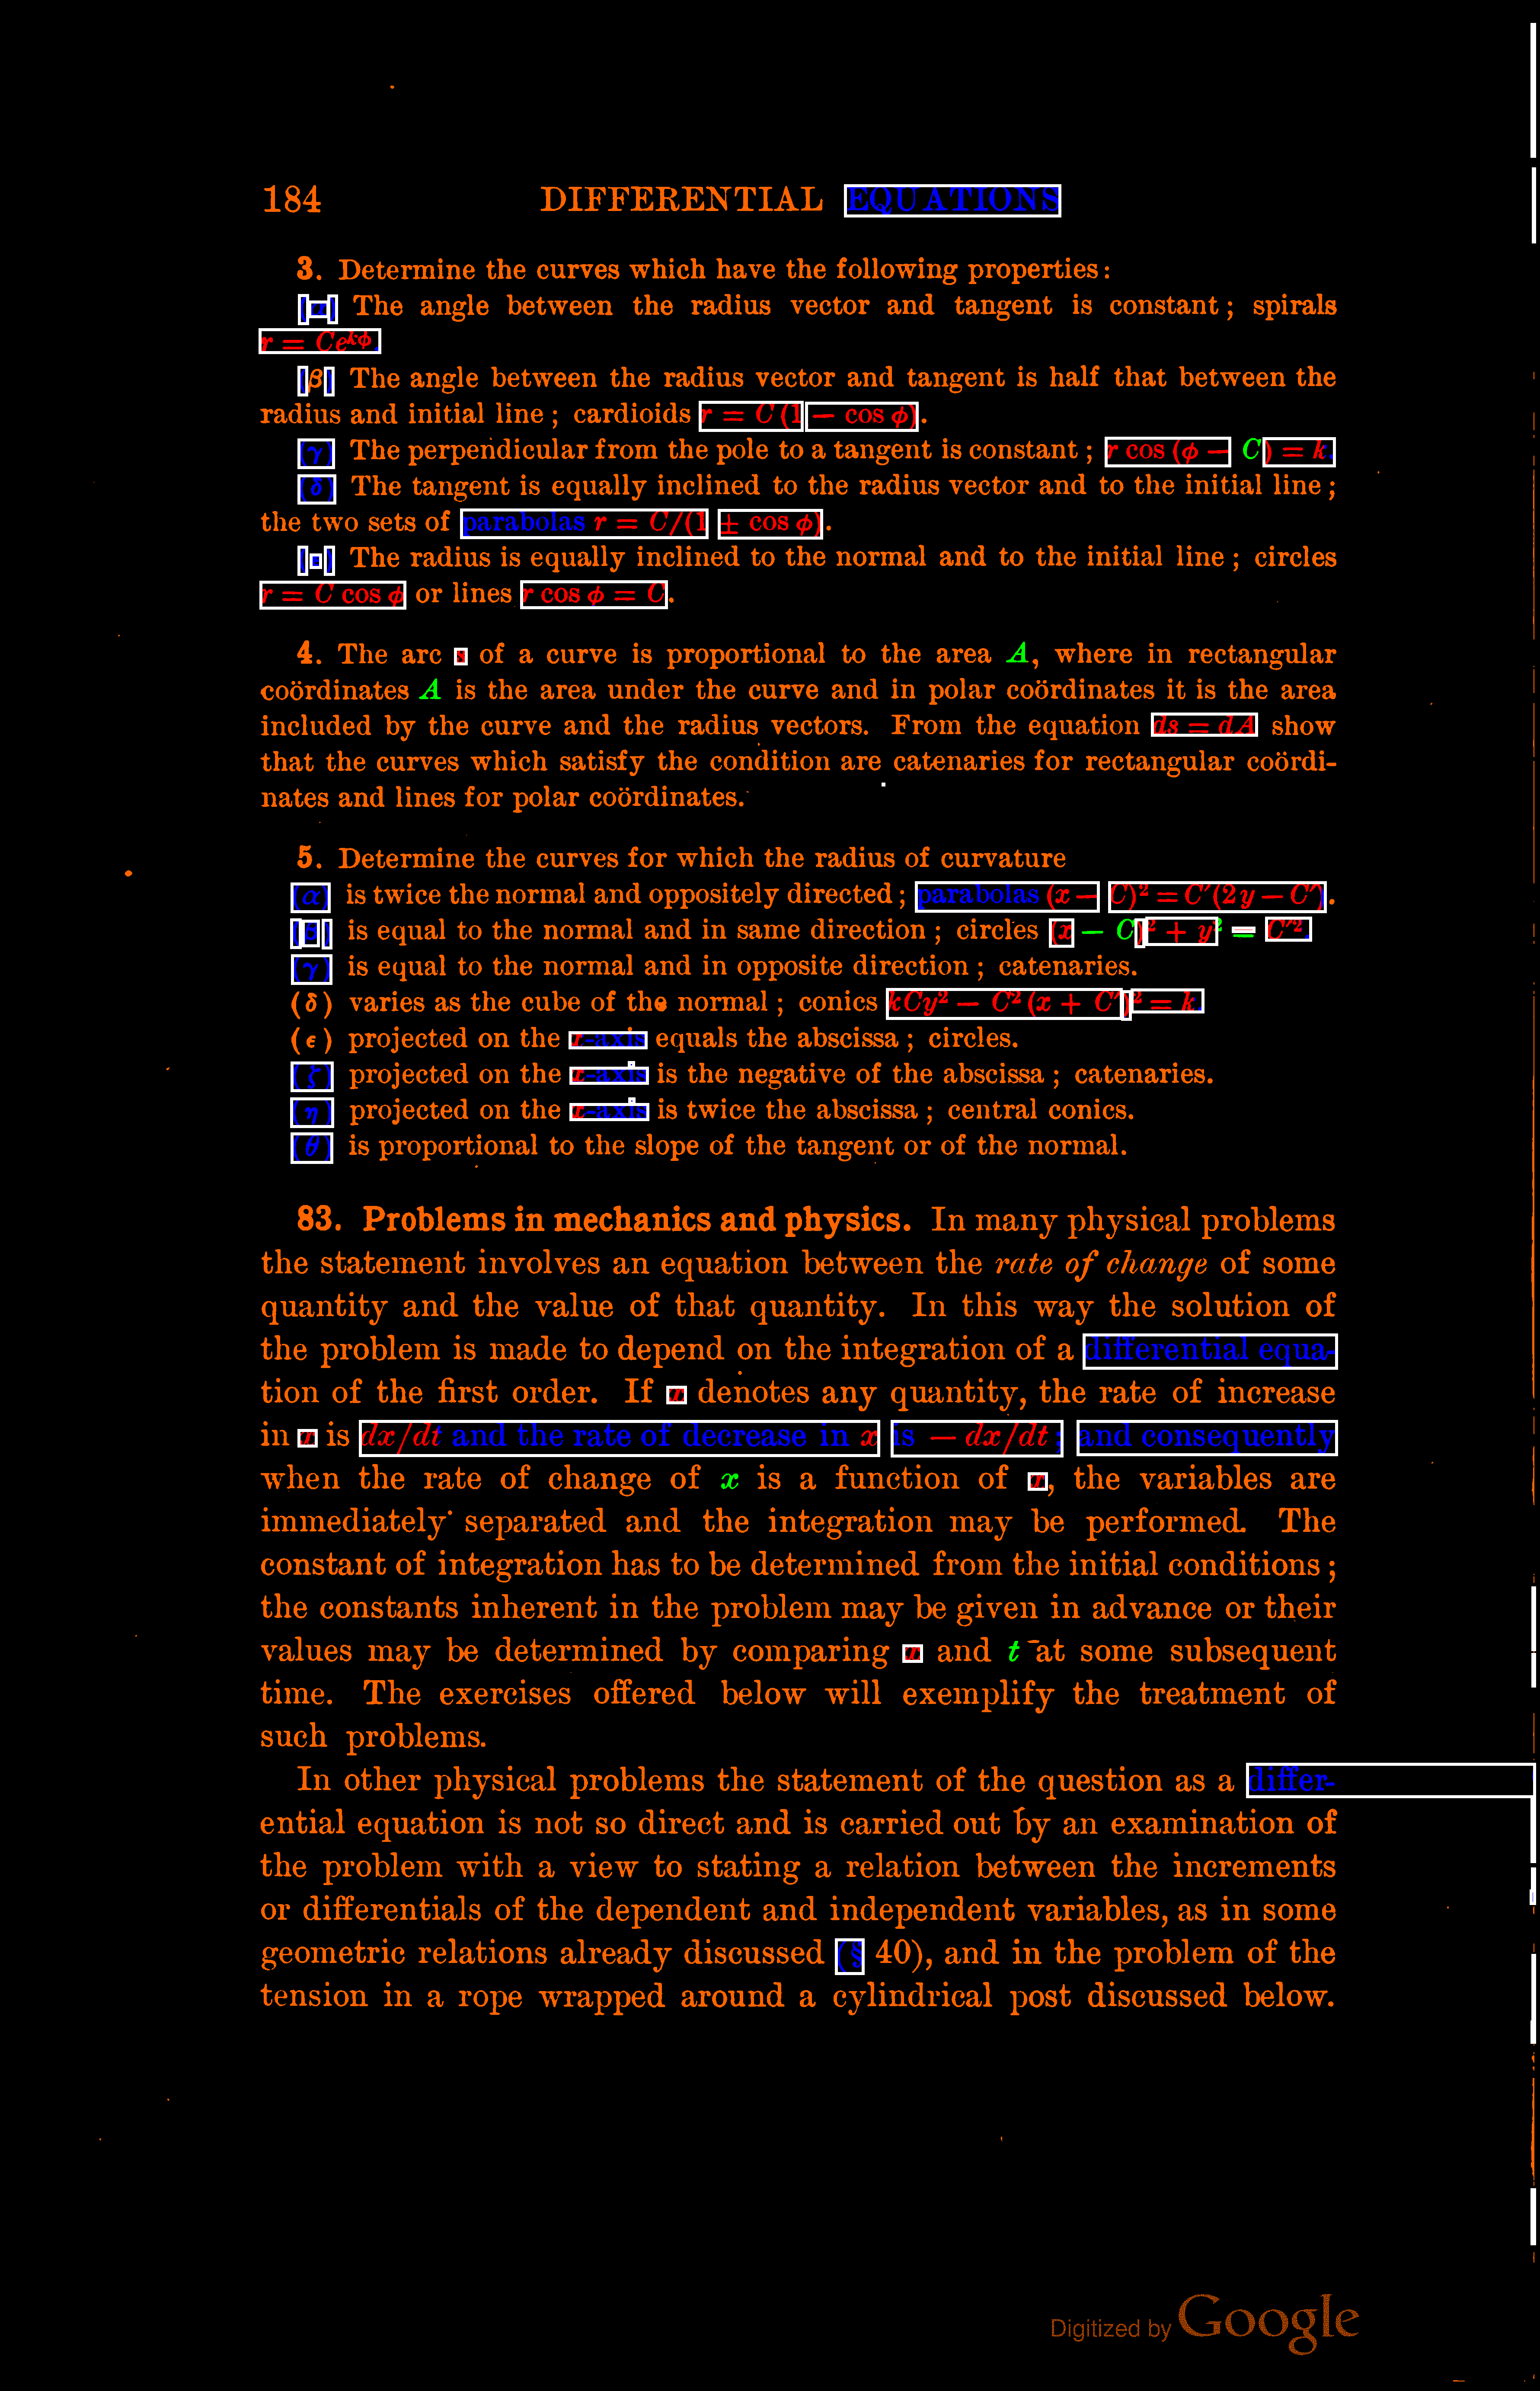 184 DIFFERENTIAL EQUATIONS
3. Determine the curves which have the following properties:
(α) The angle between the radius vector and tangent is constant; spirals
r = Ce^{kϕ}.
(β) The angle between the radius vector and tangent is half that between the
radius and initial line; cardioids r = C(1 − cos ϕ).
(γ) The perpendicular from the pole to a tangent is constant; r cos (ϕ − C) = k.
(δ) The tangent is equally inclined to the radius vector and to the initial line;
the two sets of parabolas r = C/(1 ± cos ϕ).
The radius is equally inclined to the normal and to the initial line; circles
r = C cos ϕ or lines r cos ϕ = C.
4. The arc s of a curve is proportional to the area A, where in rectangular
coördinates A is the area under the curve and in polar coördinates it is the area
included by the curve and the radius vectors. From the equation ds = dA show
that the curves which satisfy the condition are catenaries for rectangular coördi-
nates and lines for polar coördinates.
5. Determine the curves for which the radius of curvature
(α) is twice the normal and oppositely directed; parabolas (x − C)² = C′(2y − C′).
(β) is equal to the normal and in same direction; circles (x − C)² + y² = C′².
(γ) is equal to the normal and in opposite direction; catenaries.
(δ) varies as the cube of the normal; conics kCy² − C²(x + C′)² = k.
(ϵ) projected on the x-axis equals the abscissa; circles.
(ζ) projected on the x-axis is the negative of the abscissa; catenaries.
(η) projected on the x-axis is twice the abscissa; central conics.
(θ) is proportional to the slope of the tangent or of the normal.
83. Problems in mechanics and physics. In many physical problems
the statement involves an equation between the rate of change of some
quantity and the value of that quantity. In this way the solution of
the problem is made to depend on the integration of a differential equa-
tion of the first order. If x denotes any quantity, the rate of increase
in x is dx/dt and the rate of decrease in x is − dx/dt; and consequently
when the rate of change of x is a function of x, the variables are
immediately separated and the integration may be performed. The
constant of integration has to be determined from the initial conditions;
the constants inherent in the problem may be given in advance or their
values may be determined by comparing x and t at some subsequent
time. The exercises offered below will exemplify the treatment of
such problems.
In other physical problems the statement of the question as a differ-
ential equation is not so direct and is carried out by an examination of
the problem with a view to stating a relation between the increments
or differentials of the dependent and independent variables, as in some
geometric relations already discussed (§ 40), and in the problem of the
tension in a rope wrapped around a cylindrical post discussed below.
Digitized by Google